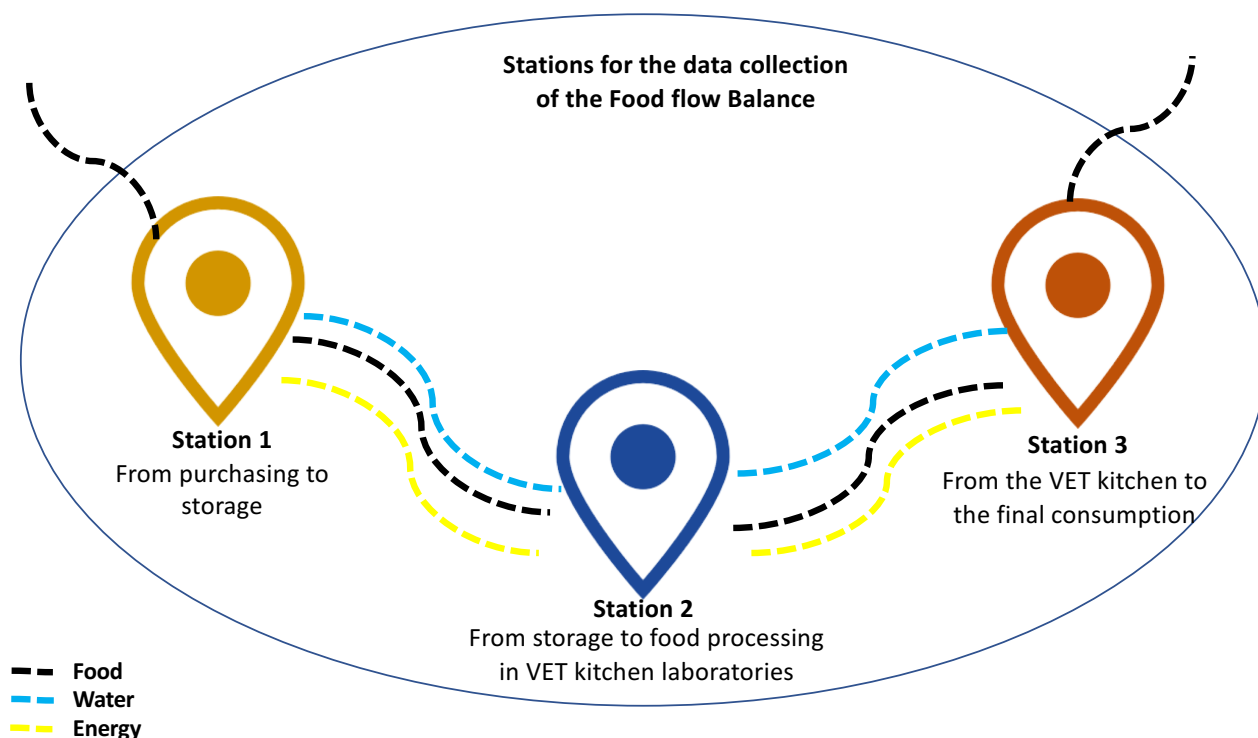 Stations for the data collection
of the Food flow Balance
Station 1
From purchasing to
storage
Station 2
From storage to food processing
in VET kitchen laboratories
Station 3
From the VET kitchen to
the final consumption
Food
Water
Energy